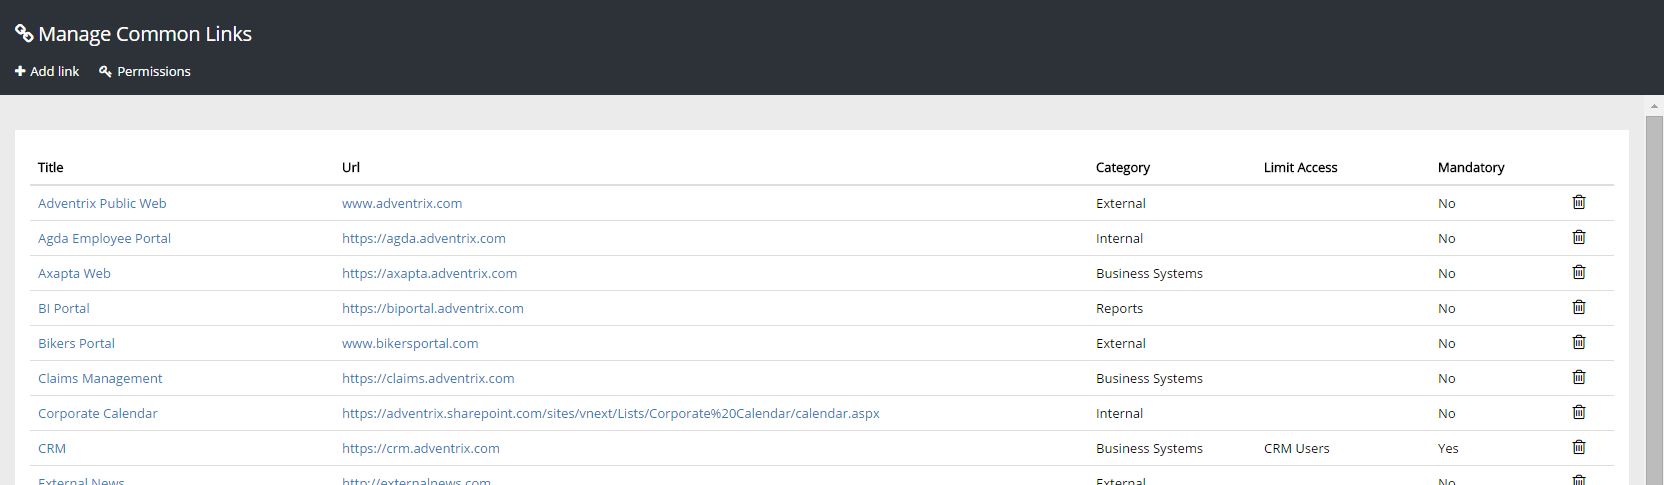 Manage Common Links
Add link Permissions
Title Url Category Limit Access Mandatory
Adventrix Public Web www.adventrix.com External No
Agda Employee Portal https://agda.adventrix.com Internal No
Axapta Web https://axapta.adventrix.com Business Systems No
BI Portal https://biportal.adventrix.com Reports No
Bikers Portal www.bikersportal.com External No
Claims Management https://claims.adventrix.com Business Systems No
Corporate Calendar https://adventrix.sharepoint.com/sites/vnext/Lists/Corporate%20Calendar/calendar.aspx Internal No
CRM https://crm.adventrix.com Business Systems CRM Users Yes
External News http://externalnews.com External No